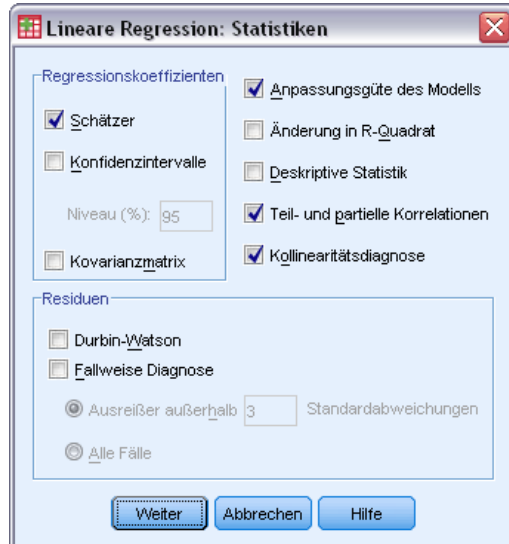 Lineare Regression: Statistiken
Regressionskoeffizienten
Schätzer
Konfidenzintervalle
Niveau (%): 95
Kovarianzmatrix
Anpassungsgüte des Modells
Änderung in R-Quadrat
Deskriptive Statistik
Teil- und partielle Korrelationen
Kollinearitätsdiagnose
Residuen
Durbin-Watson
Fallweise Diagnose
Ausreißer außerhalb 3 Standardabweichungen
Alle Fälle
Weiter Abbrechen Hilfe